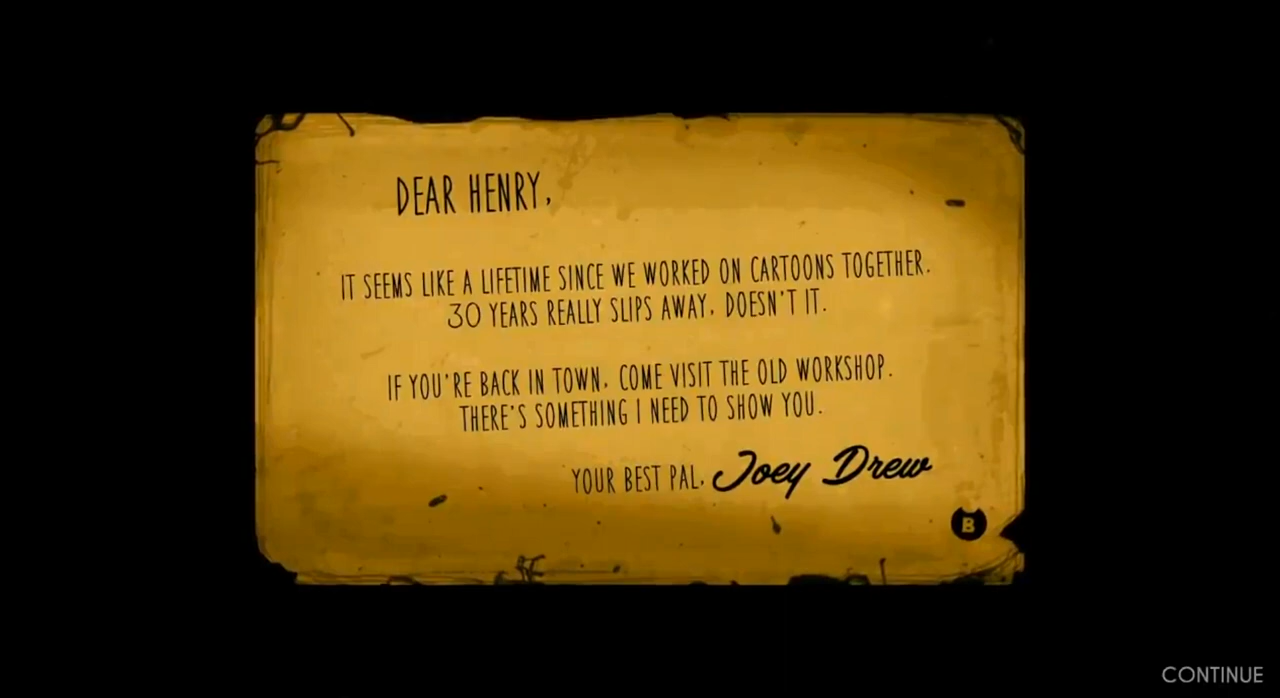 DEAR HENRY,
IT SEEMS LIKE A LIFETIME SINCE WE WORKED ON CARTOONS TOGETHER.
30 YEARS REALLY SLIPS AWAY, DOESN'T IT.
IF YOU'RE BACK IN TOWN, COME VISIT THE OLD WORKSHOP.
THERE'S SOMETHING I NEED TO SHOW YOU.
YOUR BEST PAL, Joey Drew
B
CONTINUE